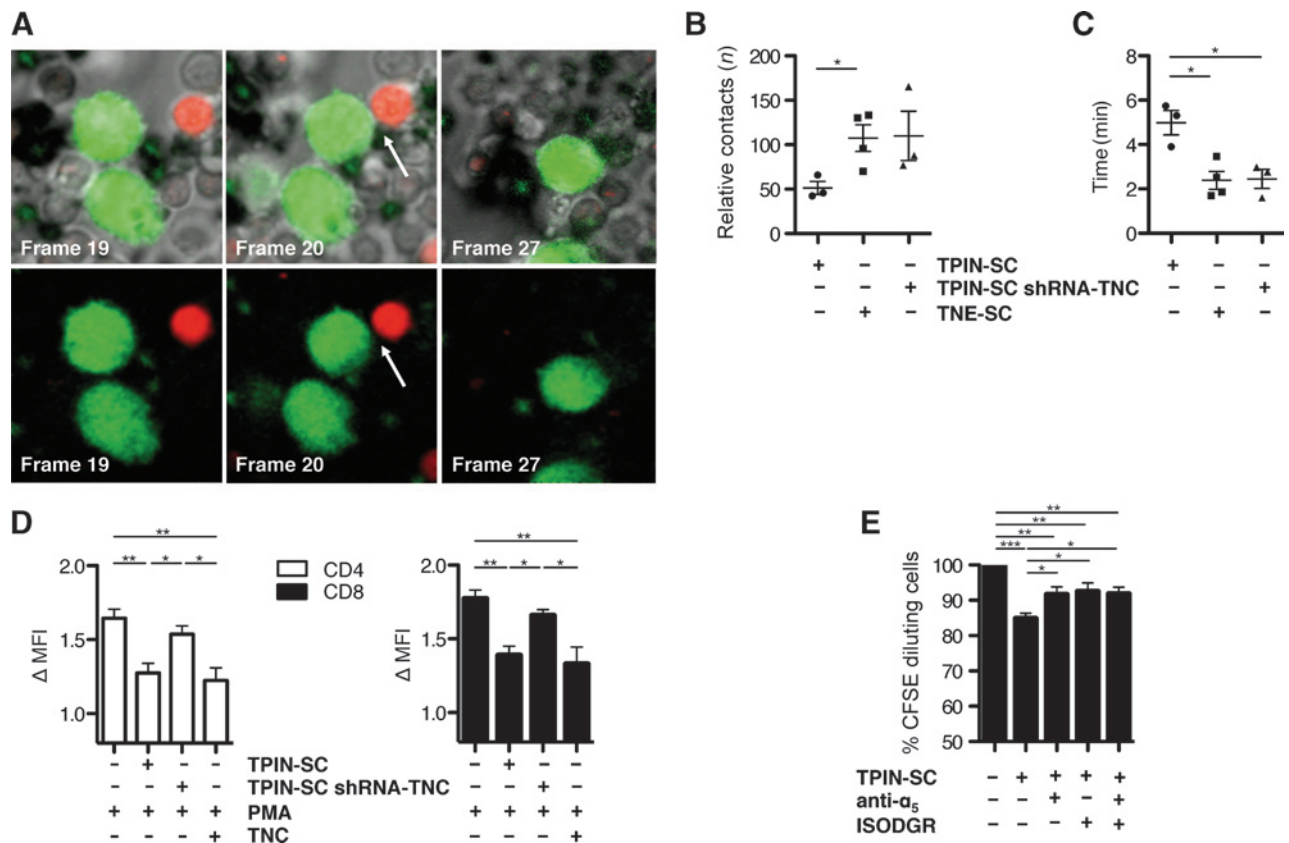 A
Frame 19
Frame 20
Frame 27
Frame 19
Frame 20
Frame 27
B
Relative contacts (n)
200
150
100
50
0
*
+ − − TPIN-SC
− − + TPIN-SC shRNA-TNC
− + − TNE-SC
C
Time (min)
8
6
4
2
0
*
*
+ − −
− − +
− + −
D
Δ MFI
2.0
1.5
1.0
**
** * *
CD4
CD8
Δ MFI
2.0
1.5
1.0
**
** * *
− + − − TPIN-SC − + − −
− − + − TPIN-SC shRNA-TNC − − + −
+ + + + PMA + + + +
− − − + TNC − − − +
E
% CFSE diluting cells
100
90
80
70
60
50
**
**
**
*** *
*
*
TPIN-SC − + + + +
anti-α5 − − + − +
ISODGR − − − + +